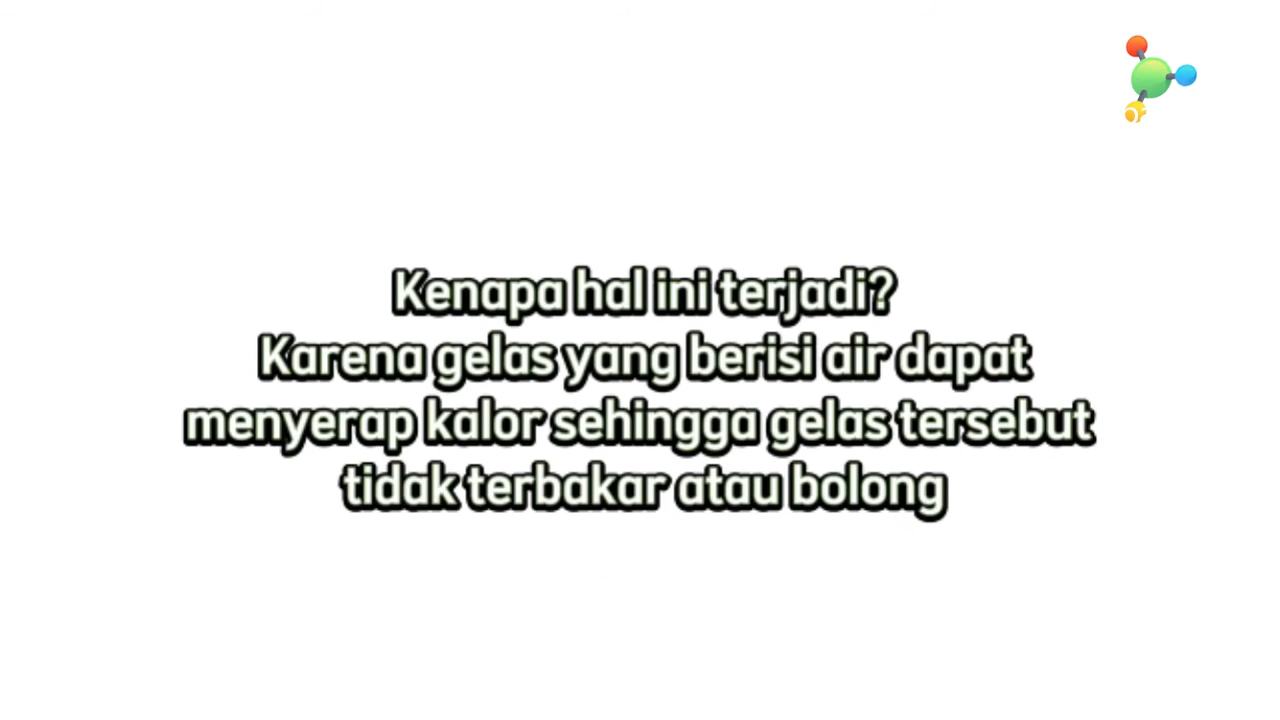 Kenapa hal ini terjadi?
Karena gelas yang berisi air dapat
menyerap kalor sehingga gelas tersebut
tidak terbakar atau bolong